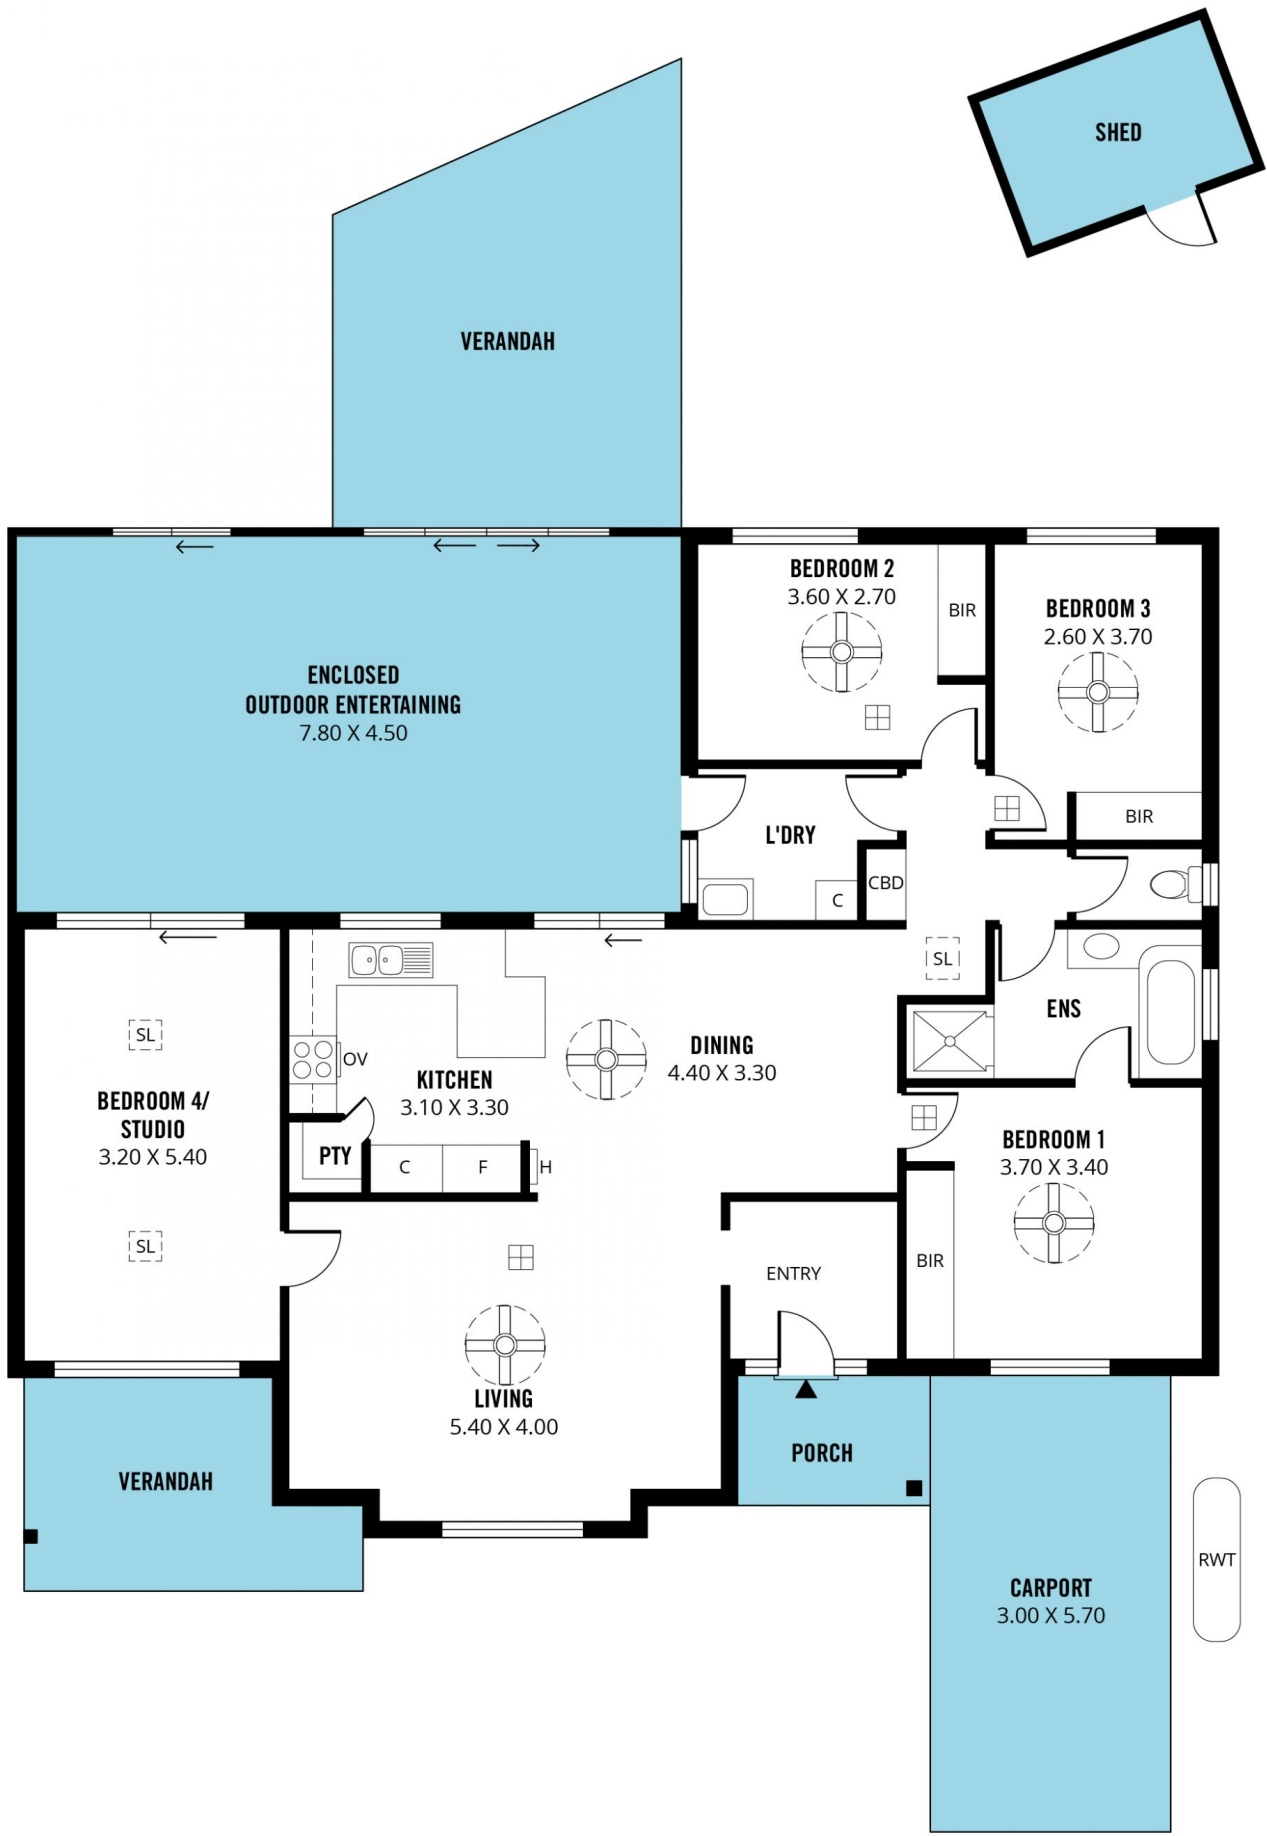 SHED
VERANDAH
BEDROOM 2
3.60 X 2.70
BIR
BEDROOM 3
2.60 X 3.70
BIR
ENCLOSED
OUTDOOR ENTERTAINING
7.80 X 4.50
L'DRY
C
CBD
SL
SL
OV
KITCHEN
3.10 X 3.30
DINING
4.40 X 3.30
ENS
BEDROOM 4/
STUDIO
3.20 X 5.40
PTY
C
F
H
BEDROOM 1
3.70 X 3.40
BIR
SL
ENTRY
LIVING
5.40 X 4.00
VERANDAH
PORCH
CARPORT
3.00 X 5.70
RWT